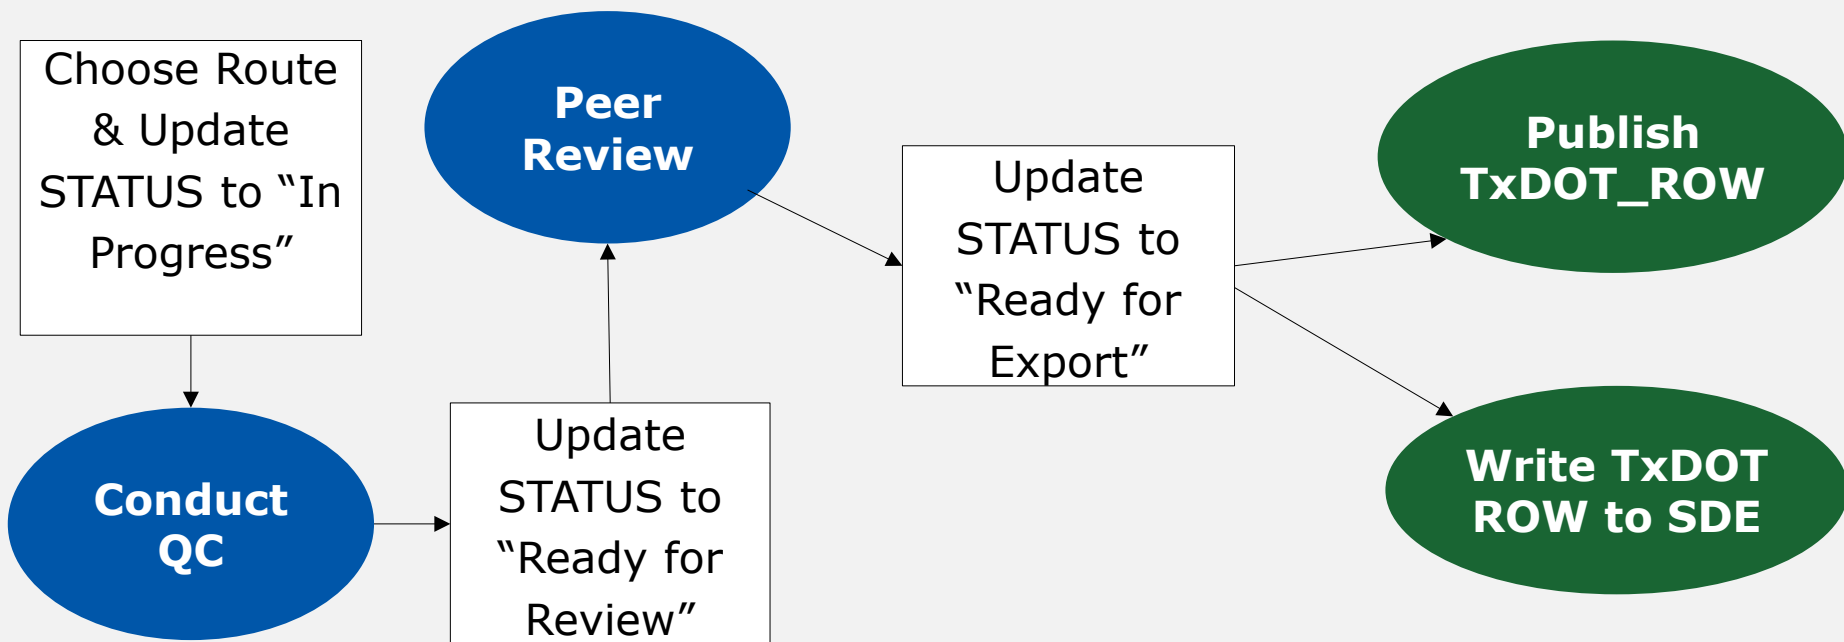 Choose Route
& Update
STATUS to “In
Progress”
Conduct
QC
Update
STATUS to
“Ready for
Review”
Peer
Review
Update
STATUS to
“Ready for
Export”
Publish
TxDOT_ROW
Write TxDOT
ROW to SDE